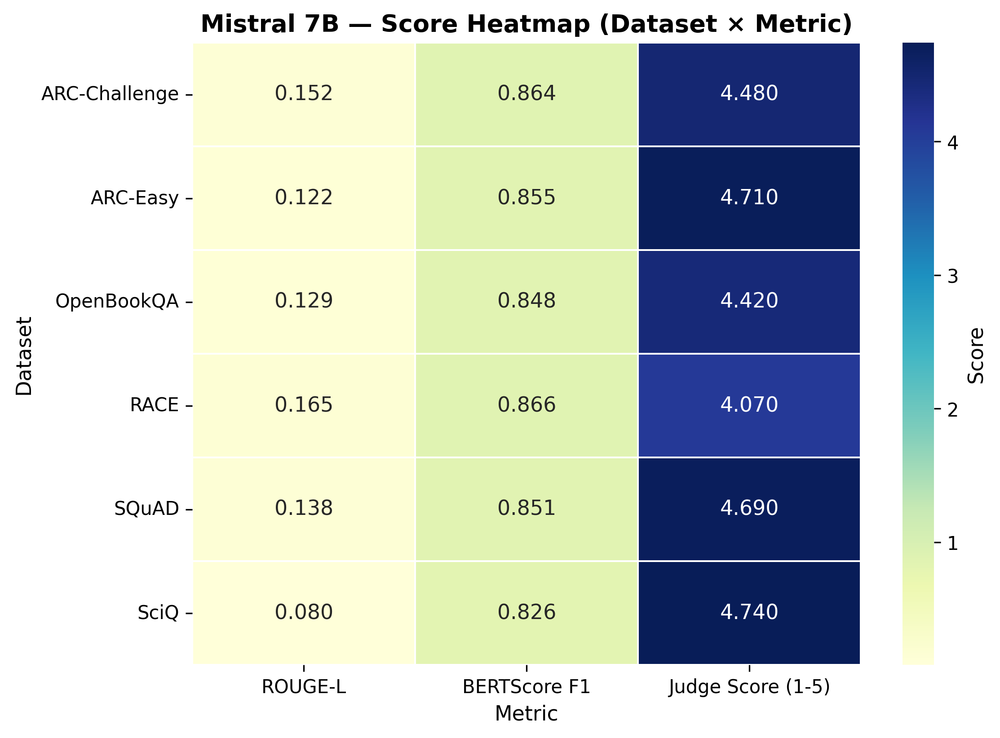 Mistral 7B — Score Heatmap (Dataset × Metric)
ARC-Challenge 0.152 0.864 4.480
ARC-Easy 0.122 0.855 4.710
OpenBookQA 0.129 0.848 4.420
RACE 0.165 0.866 4.070
SQuAD 0.138 0.851 4.690
SciQ 0.080 0.826 4.740
ROUGE-L BERTScore F1 Judge Score (1-5)
Metric
Dataset
4
3
2
1
Score